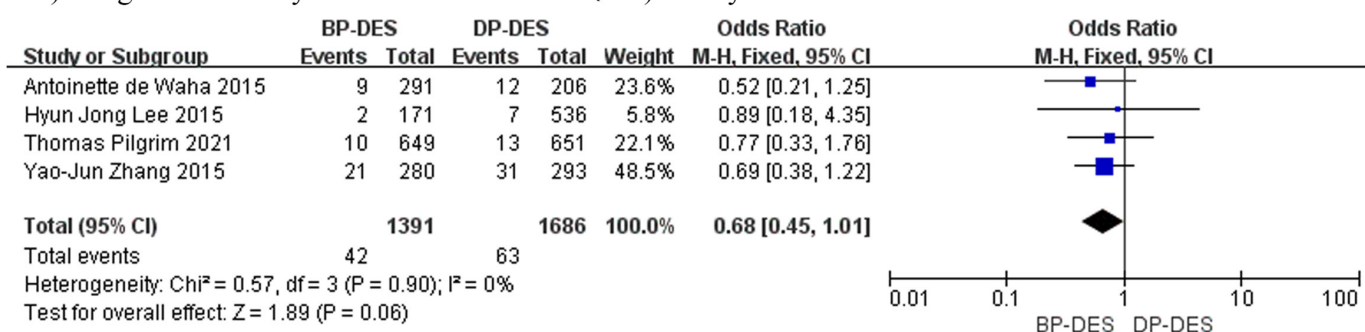 BP-DES DP-DES Odds Ratio Odds Ratio
Study or Subgroup Events Total Events Total Weight M-H, Fixed, 95% CI M-H, Fixed, 95% CI
Antoinette de Waha 2015 9 291 12 206 23.6% 0.52 [0.21, 1.25]
Hyun Jong Lee 2015 2 171 7 536 5.8% 0.89 [0.18, 4.35]
Thomas Pilgrim 2021 10 649 13 651 22.1% 0.77 [0.33, 1.76]
Yao-Jun Zhang 2015 21 280 31 293 48.5% 0.69 [0.38, 1.22]
Total (95% CI) 1391 1686 100.0% 0.68 [0.45, 1.01]
Total events 42 63
Heterogeneity: Chi² = 0.57, df = 3 (P = 0.90); I² = 0%
Test for overall effect: Z = 1.89 (P = 0.06)
0.01 0.1 1 10 100
BP-DES DP-DES